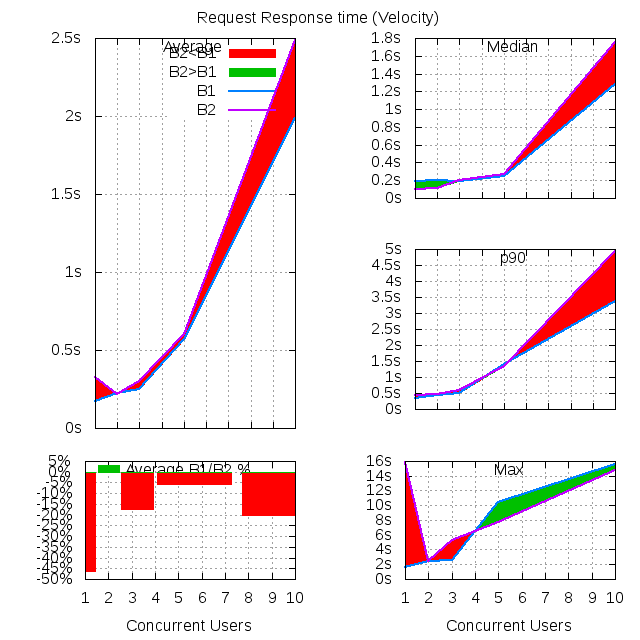 Request Response time (Velocity)
Average
B2<B1
B2>B1
B1
B2
2.5s
2s
1.5s
1s
0.5s
0s
Median
1.8s
1.6s
1.4s
1.2s
1s
0.8s
0.6s
0.4s
0.2s
0s
p90
5s
4.5s
4s
3.5s
3s
2.5s
2s
1.5s
1s
0.5s
0s
Average B1/B2 %
5%
0%
-5%
-10%
-15%
-20%
-25%
-30%
-35%
-40%
-45%
-50%
1 2 3 4 5 6 7 8 9 10
Concurrent Users
Max
16s
14s
12s
10s
8s
6s
4s
2s
0s
1 2 3 4 5 6 7 8 9 10
Concurrent Users